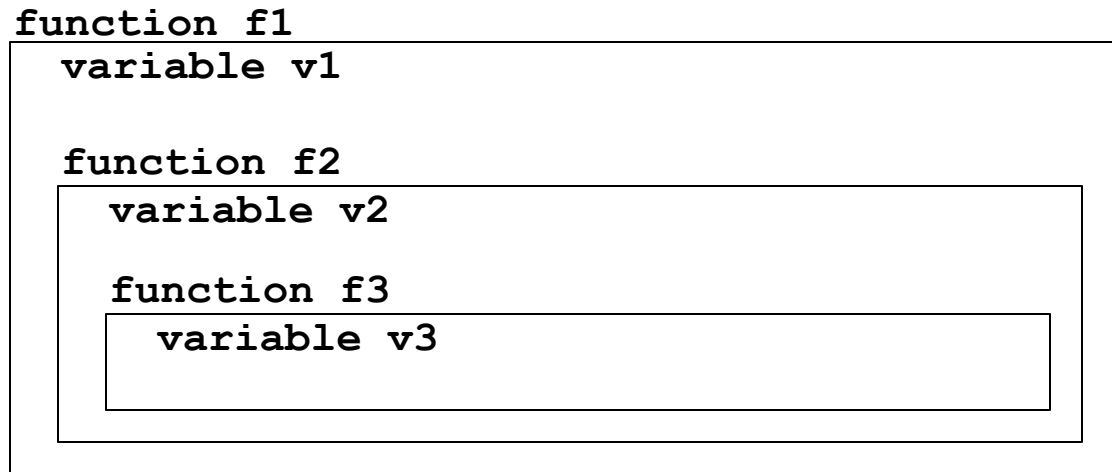 function f1
variable v1
function f2
variable v2
function f3
variable v3